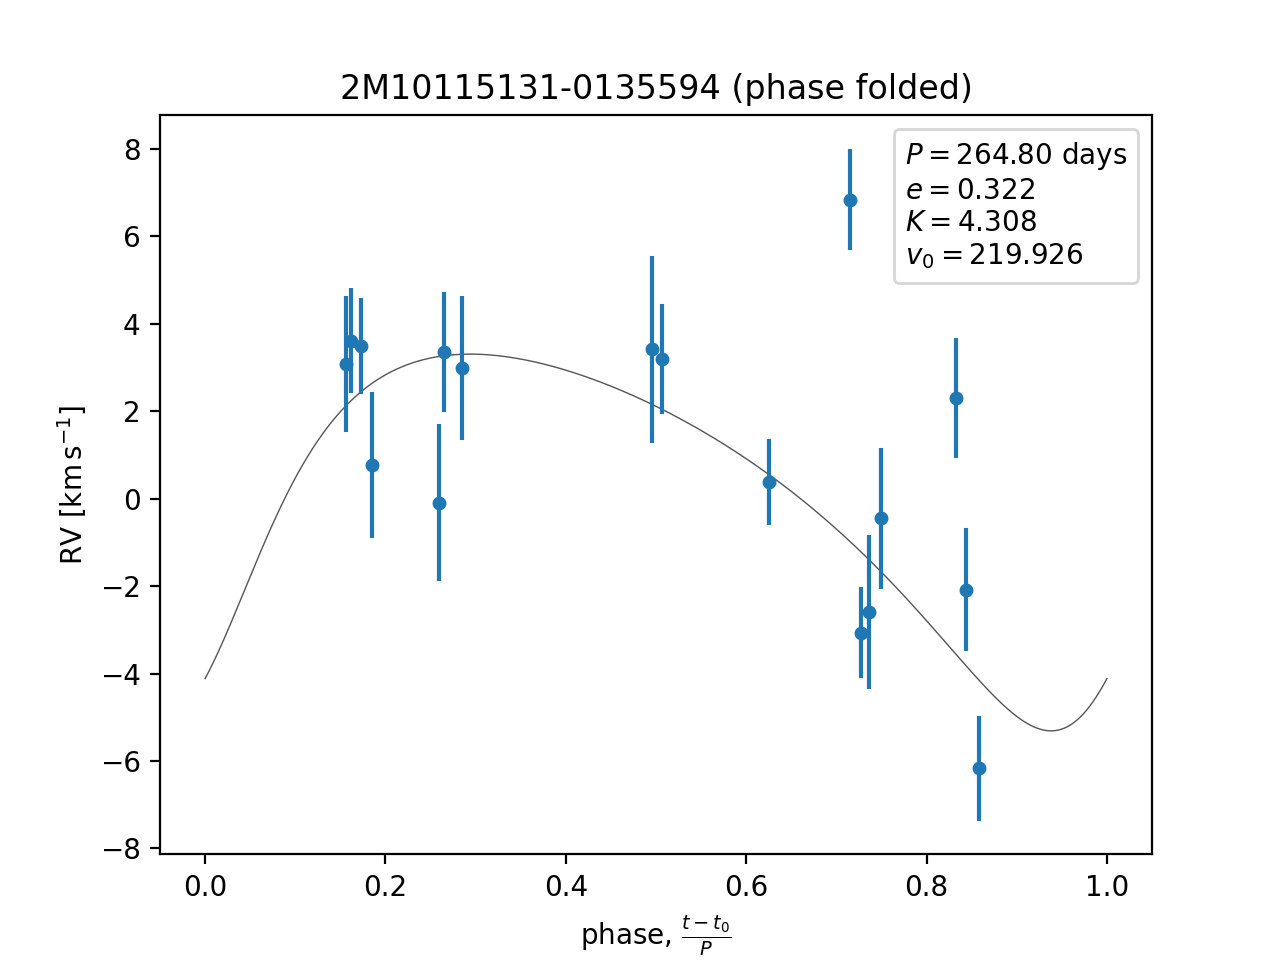 2M10115131-0135594 (phase folded)
P = 264.80 days
e = 0.322
K = 4.308
v₀ = 219.926
RV [km s⁻¹]
8
6
4
2
0
−2
−4
−6
−8
0.0 0.2 0.4 0.6 0.8 1.0
phase, (t − t₀)/P